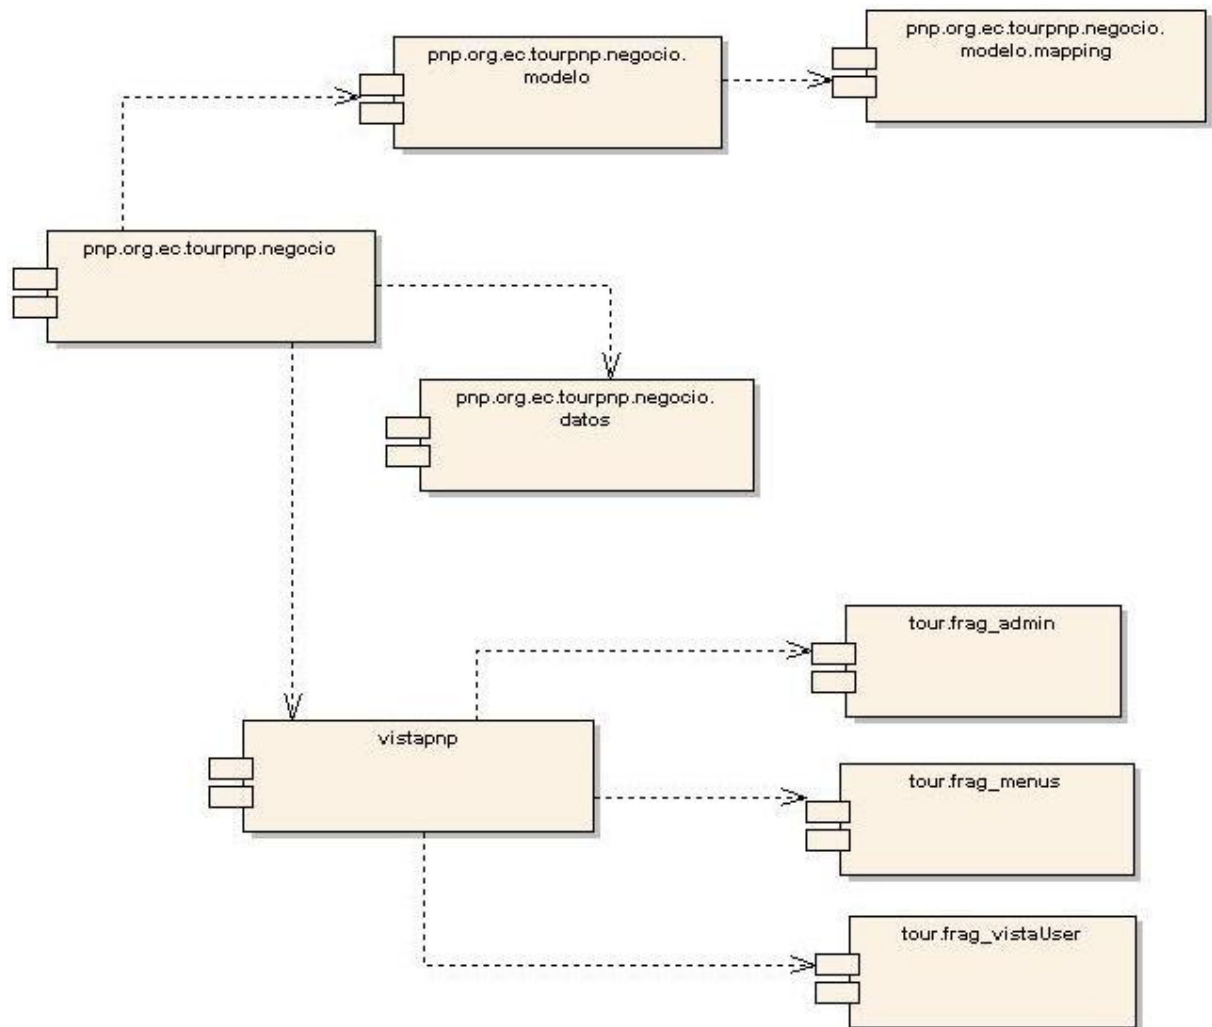 pnp.org.ec.tourpnp.negocio.
modelo.mapping
pnp.org.ec.tourpnp.negocio.
modelo
pnp.org.ec.tourpnp.negocio
pnp.org.ec.tourpnp.negocio.
datos
tour.frag_admin
vistapnp
tour.frag_menus
tour.frag_vistaUser